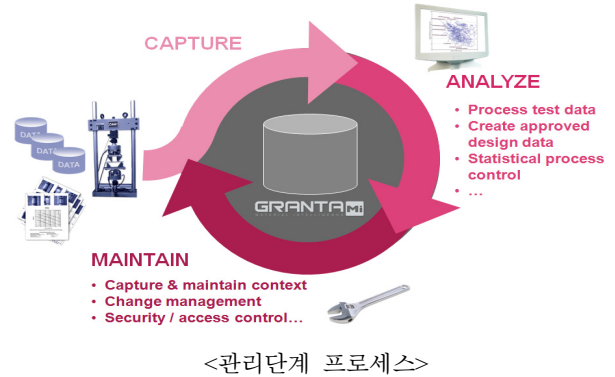 CAPTURE
DATA
DATA
DATA
ANALYZE
• Process test data
• Create approved
design data
• Statistical process
control
• ...
GRANTA Mi
MAINTAIN
• Capture & maintain context
• Change management
• Security / access control...
<관리단계 프로세스>